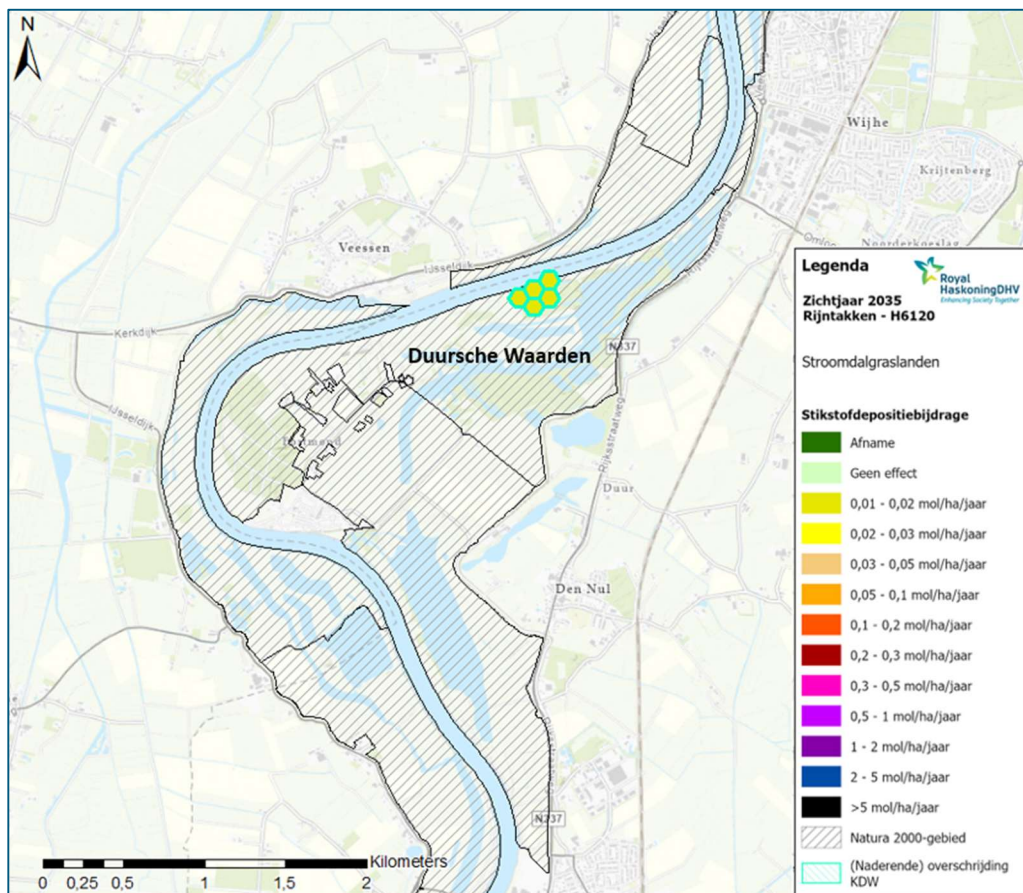 N
Wijhe
Krijtenberg
Noorderkoeslag
Veessen
IJsseldijk
Kerkdijk
IJsseldijk
Duursche Waarden
N337
Rijksstraatweg
Duur
Den Nul
N337
Kilometers
0 0,25 0,5 1 1,5 2
Legenda
Royal
HaskoningDHV
Enhancing Society Together
Zichtjaar 2035
Rijntakken - H6120
Stroomdalgraslanden
Stikstofdepositiebijdrage
Afname
Geen effect
0,01 - 0,02 mol/ha/jaar
0,02 - 0,03 mol/ha/jaar
0,03 - 0,05 mol/ha/jaar
0,05 - 0,1 mol/ha/jaar
0,1 - 0,2 mol/ha/jaar
0,2 - 0,3 mol/ha/jaar
0,3 - 0,5 mol/ha/jaar
0,5 - 1 mol/ha/jaar
1 - 2 mol/ha/jaar
2 - 5 mol/ha/jaar
>5 mol/ha/jaar
Natura 2000-gebied
(Naderende) overschrijding
KDW